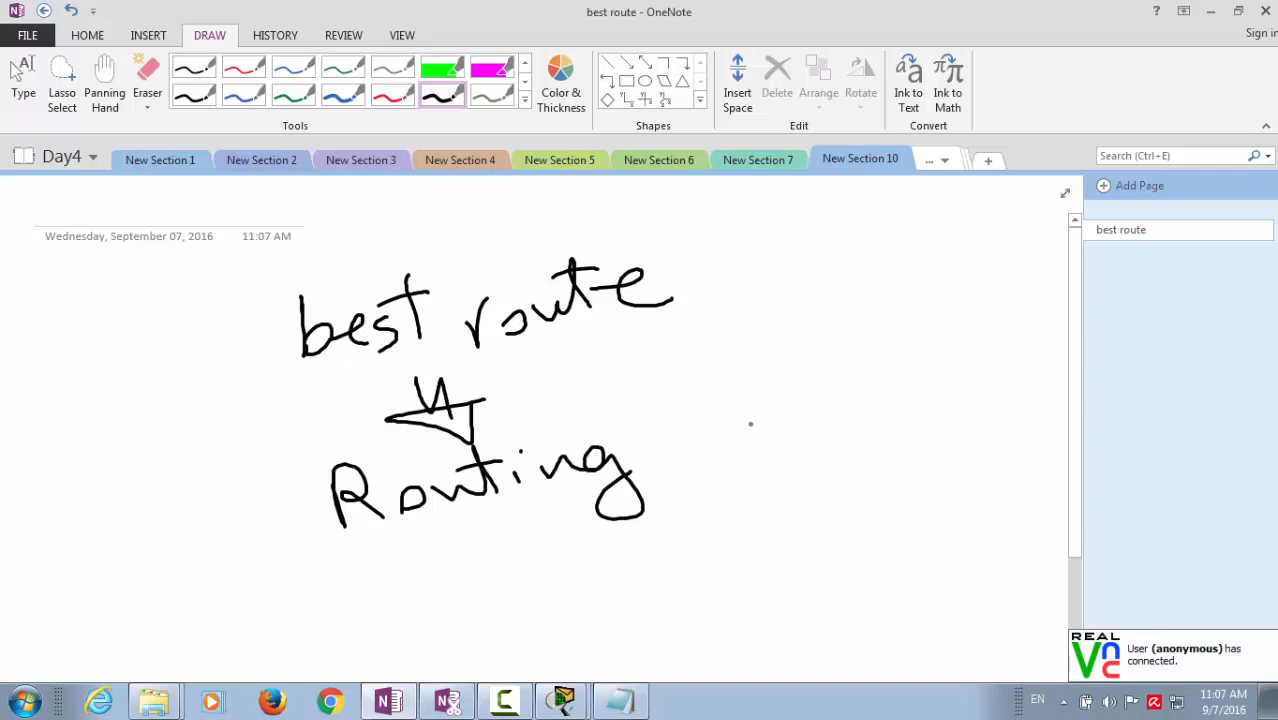 best route - OneNote
?
Sign in
FILE HOME INSERT DRAW HISTORY REVIEW VIEW
Type
Lasso Select
Panning Hand
Eraser
Color & Thickness
Insert Space
Delete
Arrange
Rotate
Ink to Text
Ink to Math
Tools
Shapes
Edit
Convert
Day4
New Section 1 New Section 2 New Section 3 New Section 4 New Section 5 New Section 6 New Section 7 New Section 10 ... +
Search (Ctrl+E)
Add Page
best route
Wednesday, September 07, 2016 11:07 AM
best route
Routing
REAL
Vnc
User (anonymous) has connected.
EN
11:07 AM
9/7/2016